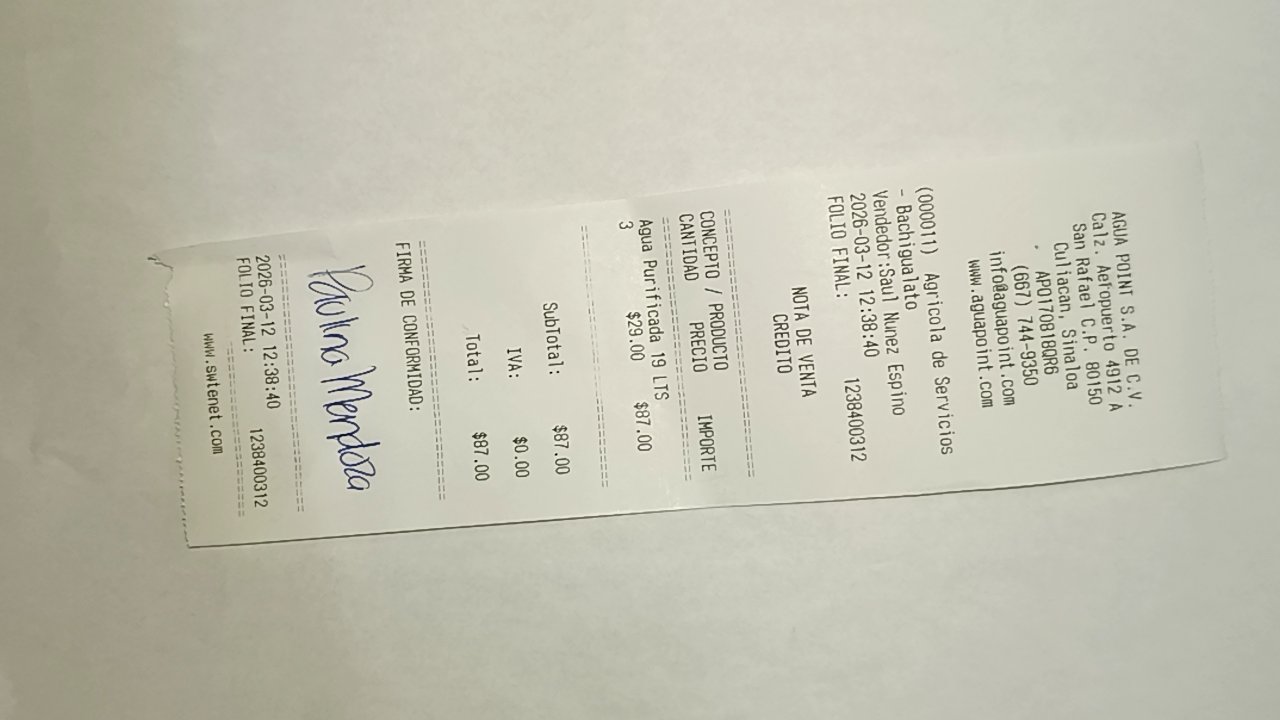 AGUA POINT S.A. DE C.V.
Calz. Aeropuerto 4912 A
San Rafael C.P. 80150
Culiacan, Sinaloa
.
APO170818QR6
(667) 744-9350
info@aguapoint.com
www.aguapoint.com
(000011) Agricola de Servicios
- Bachigualato
Vendedor:Saul Nunez Espino
2026-03-12 12:38:40
FOLIO FINAL: 1238400312
NOTA DE VENTA
CREDITO
CONCEPTO / PRODUCTO
CANTIDAD PRECIO IMPORTE
Agua Purificada 19 LTS
3 $29.00 $87.00
SubTotal: $87.00
IVA: $0.00
Total: $87.00
FIRMA DE CONFORMIDAD:
Paulina Mendoza
2026-03-12 12:38:40
FOLIO FINAL: 1238400312
www.swtenet.com